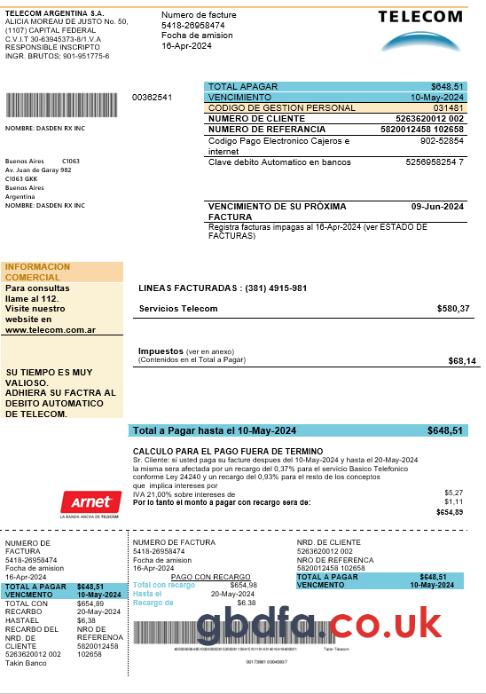 TELECOM ARGENTINA S.A.
ALICIA MOREAU DE JUSTO No. 50,
(1107) CAPITAL FEDERAL
C.V.I.T 30-63945373-8/1.V.A
RESPONSIBLE INSCRIPTO
INGR. BRUTOS; 901-951775-6
Numero de facture
5418-26958474
Focha de amision
16-Apr-2024
TELECOM
00362541
NOMBRE: DASDEN RX INC
Buenos Aires C1063
Av. Juan de Garay 982
C1063 GKK
Buenos Aires
Argentina
NOMBRE: DASDEN RX INC
TOTAL APAGAR $648,51
VENCIMIENTO 10-May-2024
CODIGO DE GESTION PERSONAL 031481
NUMERO DE CLIENTE 5263620012 002
NUMERO DE REFERANCIA 5820012458 102658
Codigo Pago Electronico Cajeros e 902-52854
internet
Clave debito Automatico en bancos 5256958254 7
VENCIMIENTO DE SU PRÓXIMA 09-Jun-2024
FACTURA
Registra facturas impagas al 16-Apr-2024 (ver ESTADO DE
FACTURAS)
INFORMACION
COMERCIAL
Para consultas
llame al 112.
Visite nuestro
website en
www.telecom.com.ar
SU TIEMPO ES MUY
VALIOSO.
ADHIERA SU FACTRA AL
DEBITO AUTOMATICO
DE TELECOM.
LINEAS FACTURADAS : (381) 4915-981
Servicios Telecom $580,37
Impuestos (ver en anexo)
(Contenidos en el Total a Pagar) $68,14
Total a Pagar hasta el 10-May-2024 $648,51
CALCULO PARA EL PAGO FUERA DE TERMINO
Sr. Cliente: si usted paga su facture despues del 10-May-2024 y hasta el 20-May-2024
la misma sera afectada por un recargo del 0,37% para el servicio Basico Telefonico
conforme Ley 24240 y un recargo del 0,93% para el resto de los conceptos
que implica intereses por $5,27
IVA 21,00% sobre intereses de $1,11
Por lo tanto el monto a pagar con recargo sera de: $654,89
Arnet
LA BANDA ANCHA DE TELECOM
NUMERO DE
FACTURA
5418-26958474
Focha de amision
16-Apr-2024
TOTAL A PAGAR $648,51
VENCMENTO 10-May-2024
TOTAL CON $654,89
RECARBO 20-May-2024
HASTAEL $6,38
RECARBO DEL NRO DE
NRD. DE REFERENOA
CLIENTE 5820012458
5263620012 002 102658
Takin Banco
NUMERO DE FACTURA
5418-26958474
Focha de amision
16-Apr-2024
PAGO CON RECARGO
Total con recargo $654,98
Hasta el 20-May-2024
Recargo de $6.38
NRD. DE CLIENTE
5263620012 002
NRO DE REFERENCA
5820012458 102658
TOTAL A PAGAR $648,51
VENCMENTO 10-May-2024
gbdfa.co.uk